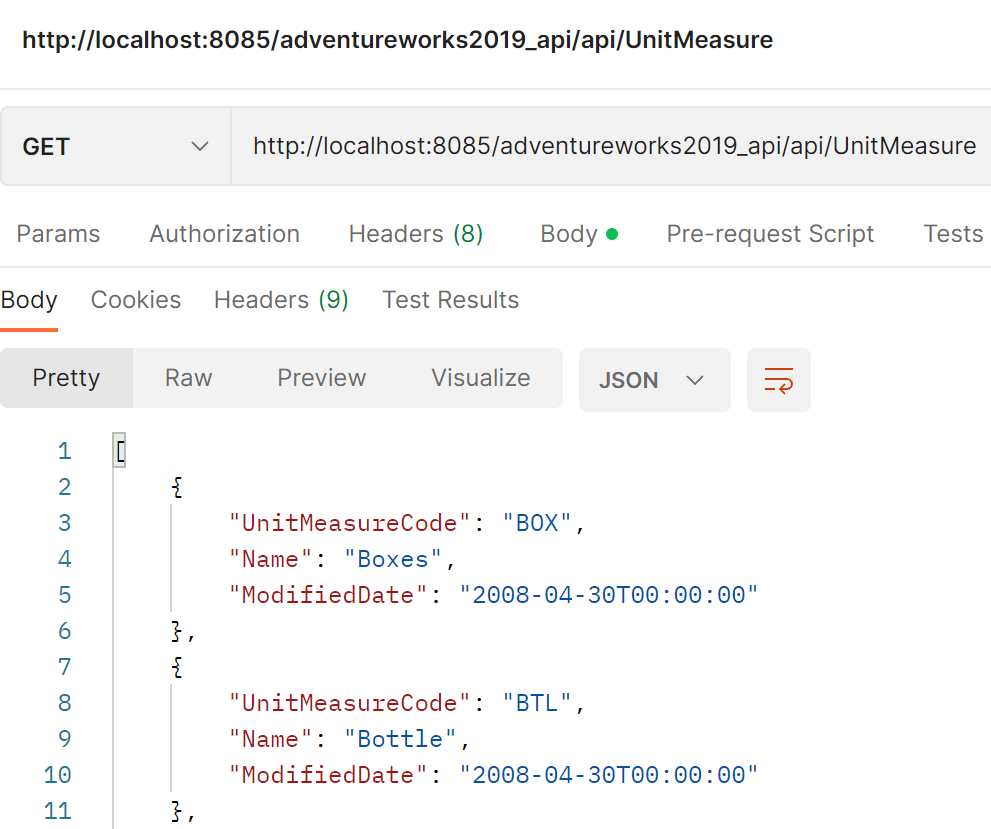 http://localhost:8085/adventureworks2019_api/api/UnitMeasure
GET http://localhost:8085/adventureworks2019_api/api/UnitMeasure
Params Authorization Headers (8) Body Pre-request Script Tests
Body Cookies Headers (9) Test Results
Pretty Raw Preview Visualize JSON
1 [
2 {
3 "UnitMeasureCode": "BOX",
4 "Name": "Boxes",
5 "ModifiedDate": "2008-04-30T00:00:00"
6 },
7 {
8 "UnitMeasureCode": "BTL",
9 "Name": "Bottle",
10 "ModifiedDate": "2008-04-30T00:00:00"
11 },